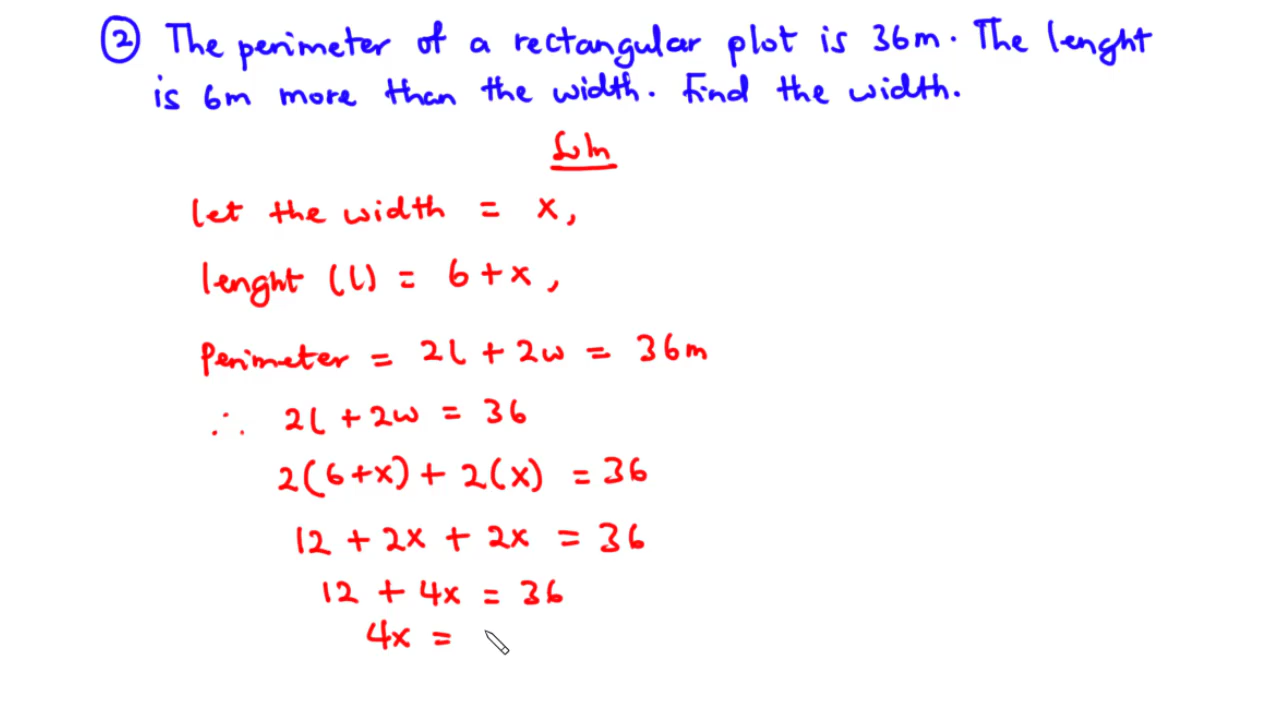 ② The perimeter of a rectangular plot is 36m. The lenght
is 6m more than the width. Find the width.
Soln
let the width = x,
lenght (l) = 6 + x,
Perimeter = 2l + 2w = 36m
∴ 2l + 2w = 36
2(6+x) + 2(x) = 36
12 + 2x + 2x = 36
12 + 4x = 36
4x =